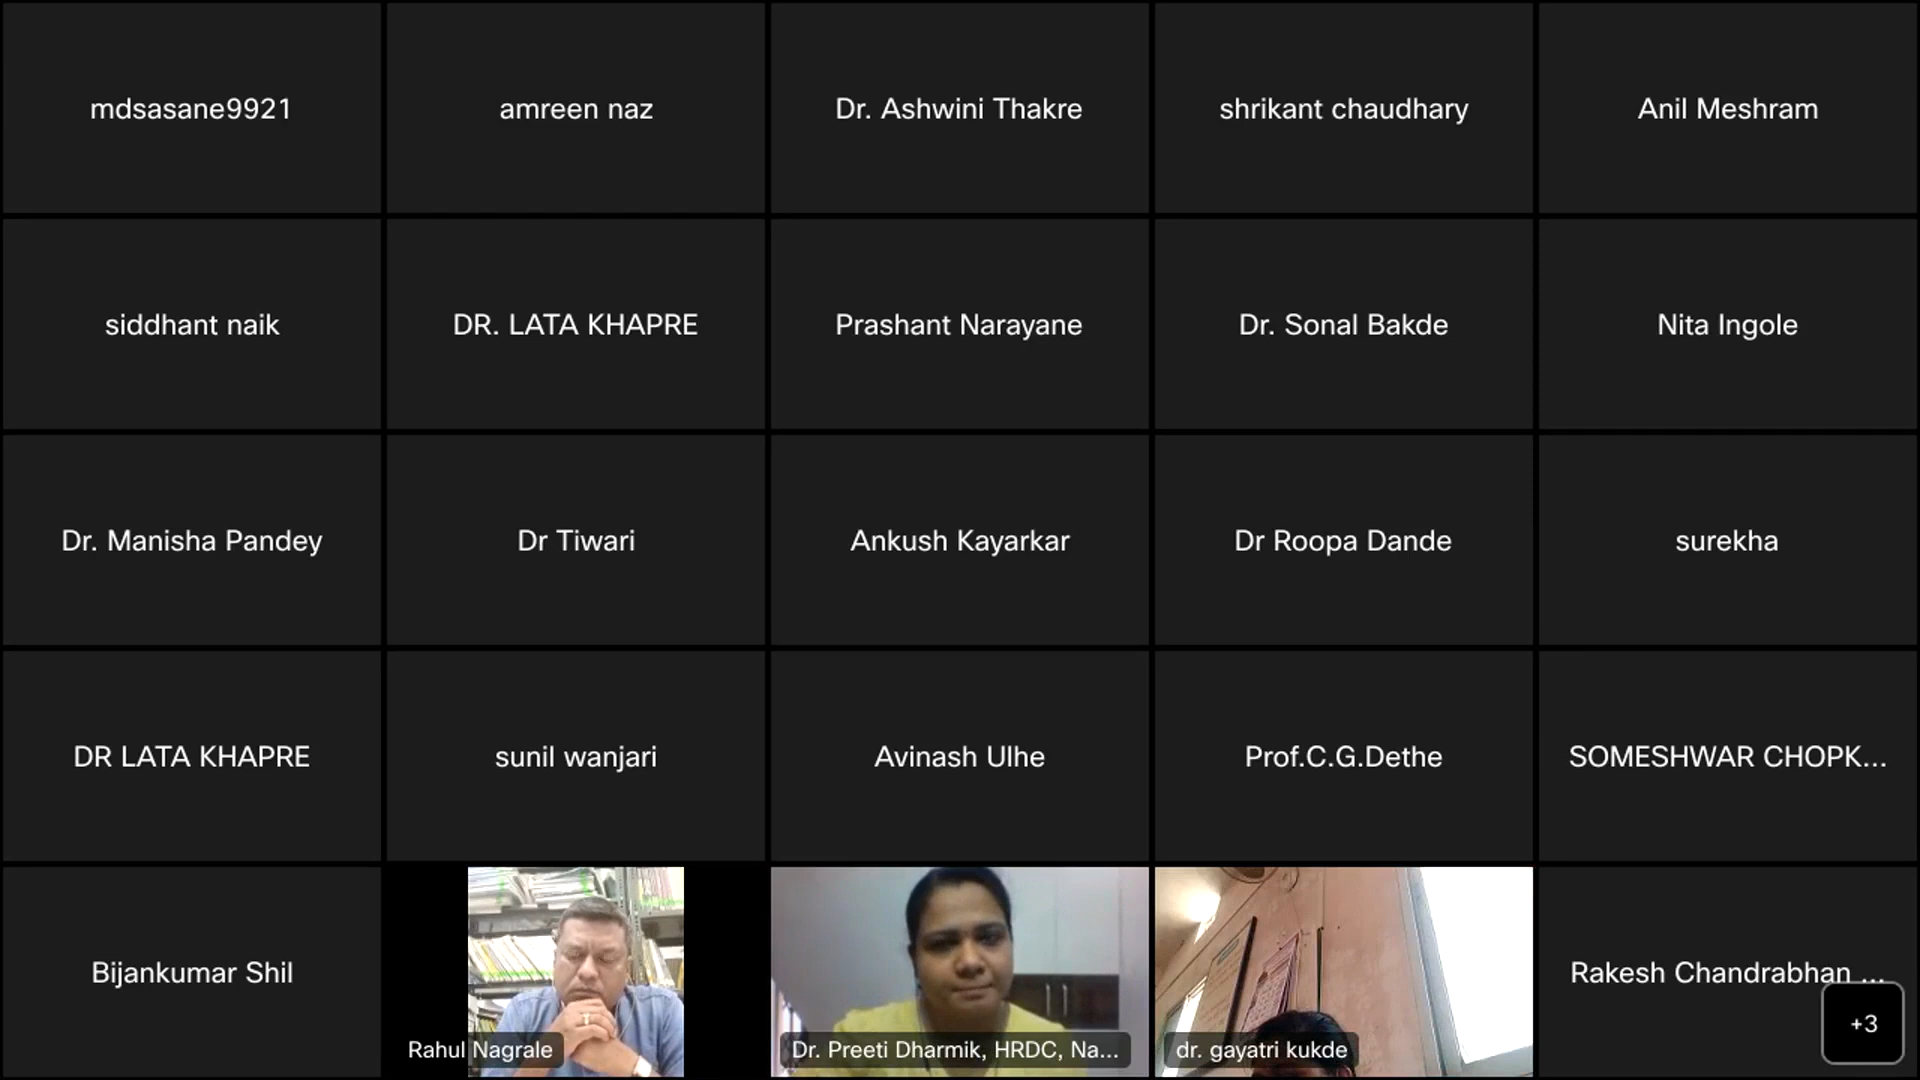 mdsasane9921
amreen naz
Dr. Ashwini Thakre
shrikant chaudhary
Anil Meshram
siddhant naik
DR. LATA KHAPRE
Prashant Narayane
Dr. Sonal Bakde
Nita Ingole
Dr. Manisha Pandey
Dr Tiwari
Ankush Kayarkar
Dr Roopa Dande
surekha
DR LATA KHAPRE
sunil wanjari
Avinash Ulhe
Prof.C.G.Dethe
SOMESHWAR CHOPK...
Bijankumar Shil
Rahul Nagrale
Dr. Preeti Dharmik, HRDC, Na...
dr. gayatri kukde
Rakesh Chandrabhan ...
+3